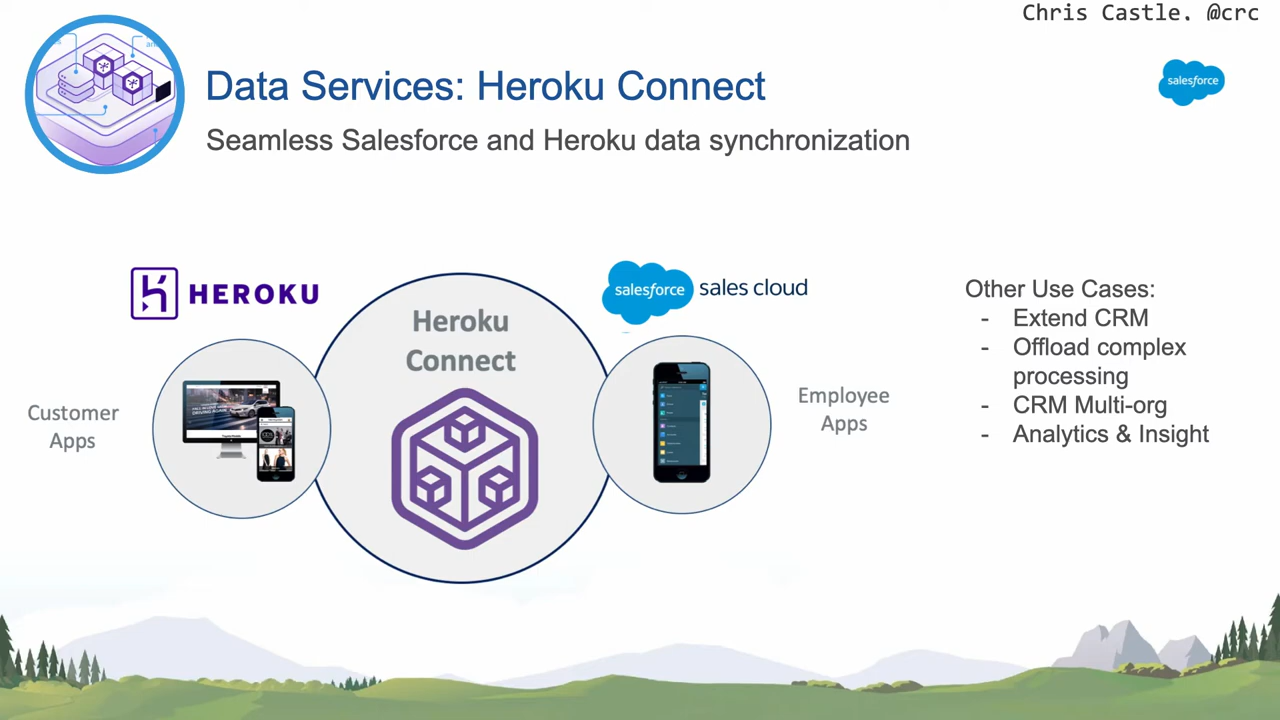 Chris Castle. @crc
Data Services: Heroku Connect
salesforce
Seamless Salesforce and Heroku data synchronization
HEROKU
Heroku
Connect
salesforce sales cloud
Customer
Apps
Employee
Apps
Other Use Cases:
- Extend CRM
- Offload complex
processing
- CRM Multi-org
- Analytics & Insight